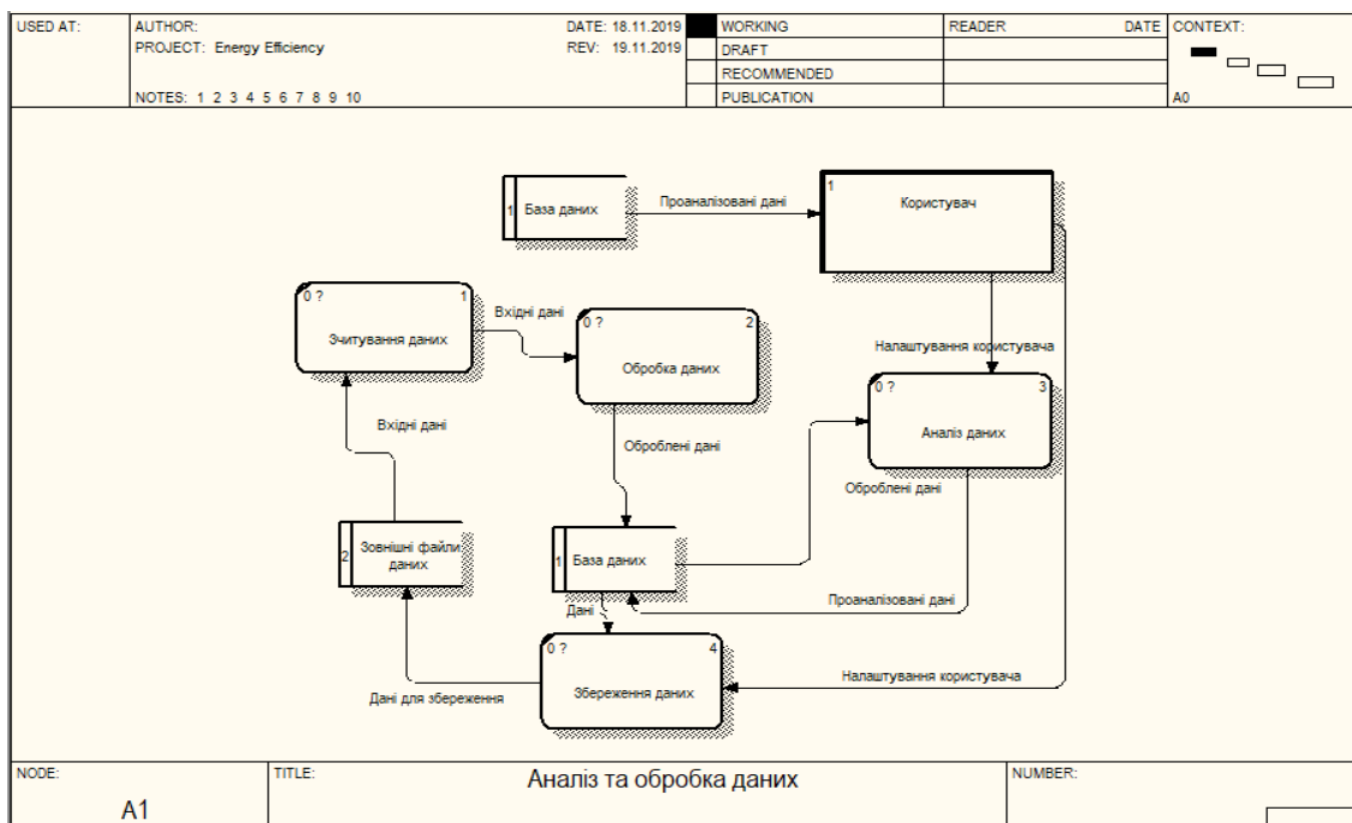 USED AT:
AUTHOR:
DATE: 18.11.2019
PROJECT: Energy Efficiency
REV: 19.11.2019
NOTES: 1 2 3 4 5 6 7 8 9 10
WORKING
DRAFT
RECOMMENDED
PUBLICATION
READER
DATE
CONTEXT:
A0
1
База даних
Проаналізовані дані
1
Користувач
0 ?
1
Зчитування даних
Вхідні дані
0 ?
2
Обробка даних
Налаштування користувача
0 ?
3
Аналіз даних
Вхідні дані
Оброблені дані
Оброблені дані
2
Зовнішні файли
даних
1
База даних
Проаналізовані дані
Дані
0 ?
4
Збереження даних
Налаштування користувача
Дані для збереження
NODE:
A1
TITLE:
Аналіз та обробка даних
NUMBER: